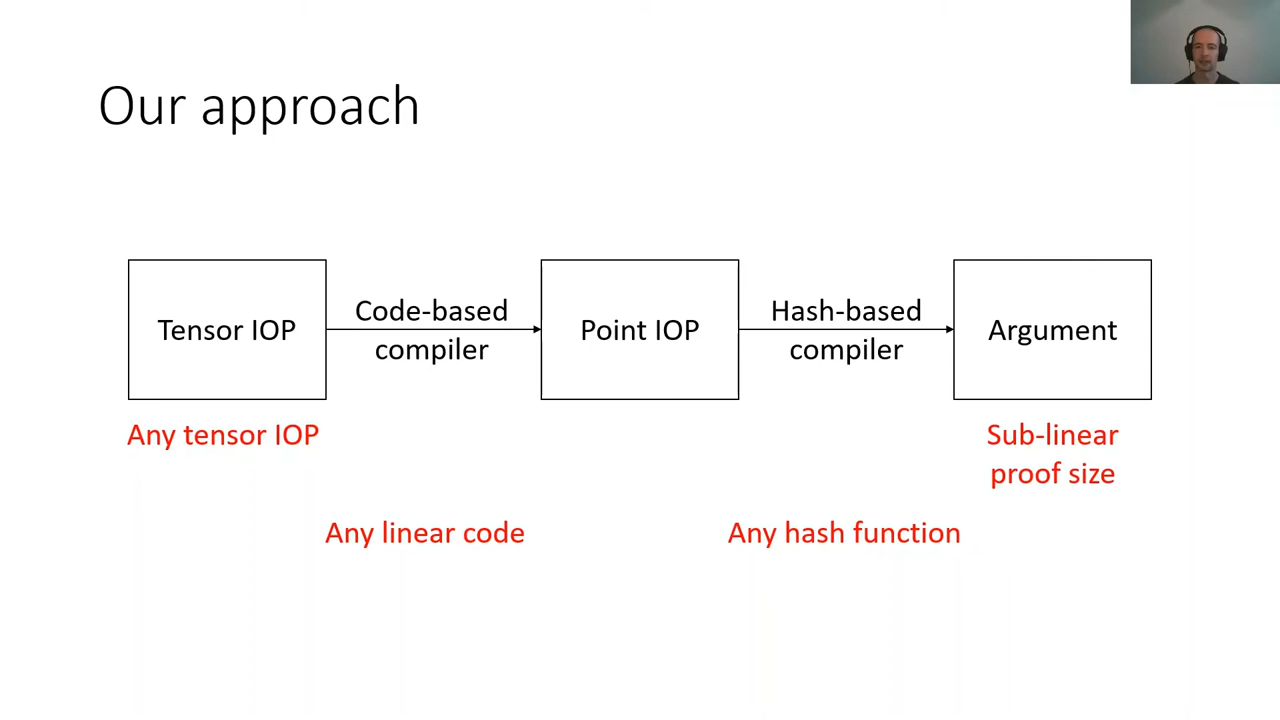 Our approach
Tensor IOP
Code-based
compiler
Point IOP
Hash-based
compiler
Argument
Any tensor IOP
Sub-linear
proof size
Any linear code
Any hash function